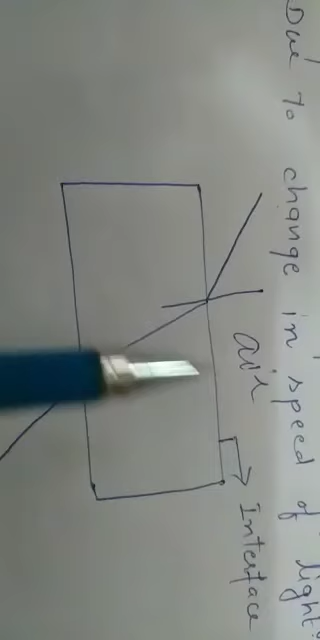 Due to change in speed of light.
air
Interface